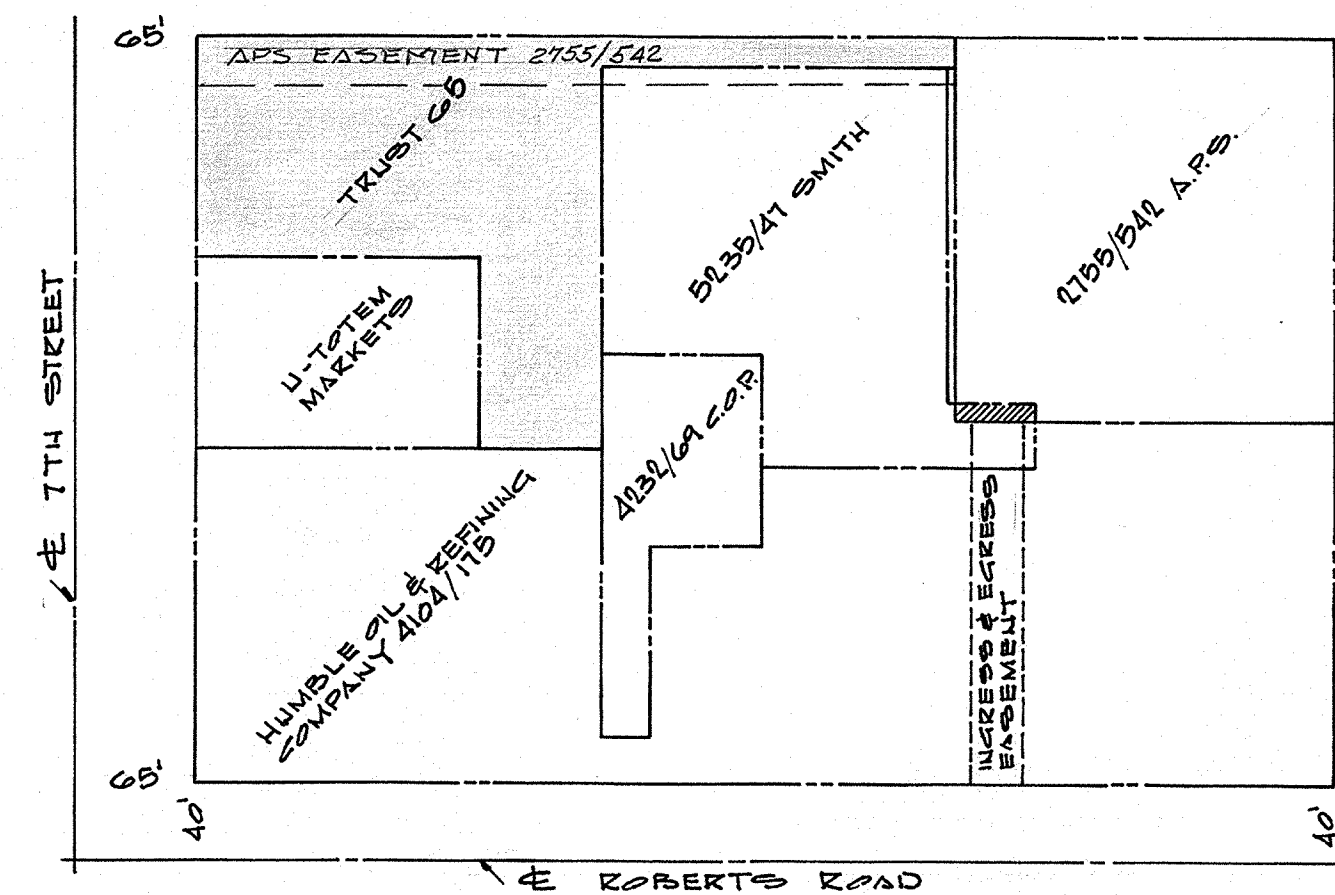 65'
APS EASEMENT 2755/542
TRUST 65
5235/47 SMITH
2755/542 A.P.S.
U-TOTEM
MARKETS
4232/69 C.O.P.
℄ 7TH STREET
HUMBLE OIL & REFINING
COMPANY 4104/175
INGRESS & EGRESS
EASEMENT
65'
40'
40'
℄ ROBERTS ROAD